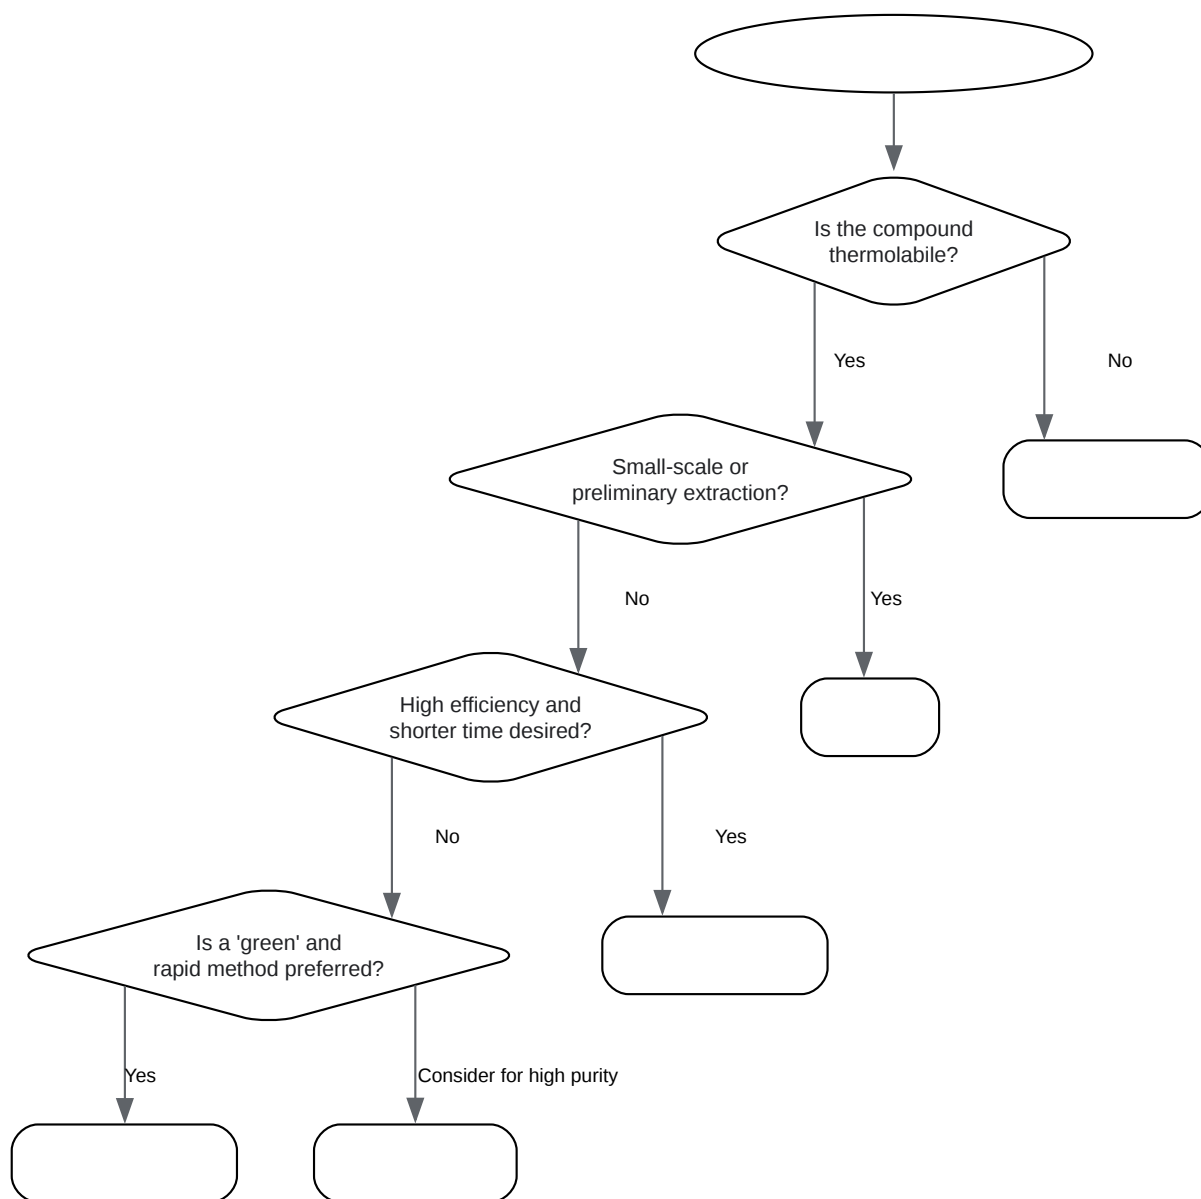 Is the compound
thermolabile?
Yes
No
Small-scale or
preliminary extraction?
No
Yes
High efficiency and
shorter time desired?
No
Yes
Is a 'green' and
rapid method preferred?
Yes
Consider for high purity